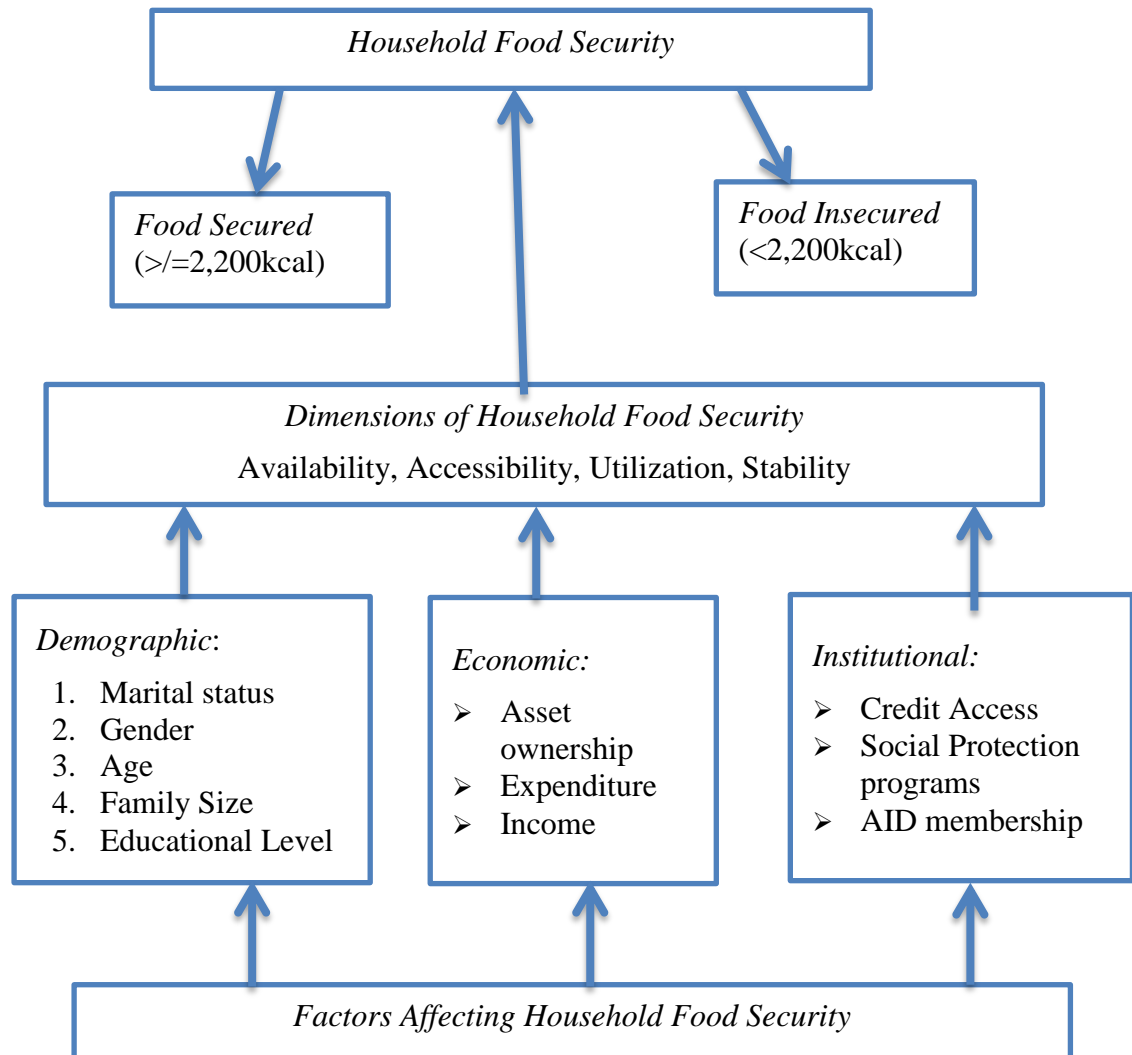 Household Food Security
Food Secured
(>/=2,200kcal)
Food Insecured
(<2,200kcal)
Dimensions of Household Food Security
Availability, Accessibility, Utilization, Stability
Demographic:
1. Marital status
2. Gender
3. Age
4. Family Size
5. Educational Level
Economic:
➢ Asset
ownership
➢ Expenditure
➢ Income
Institutional:
➢ Credit Access
➢ Social Protection
programs
➢ AID membership
Factors Affecting Household Food Security